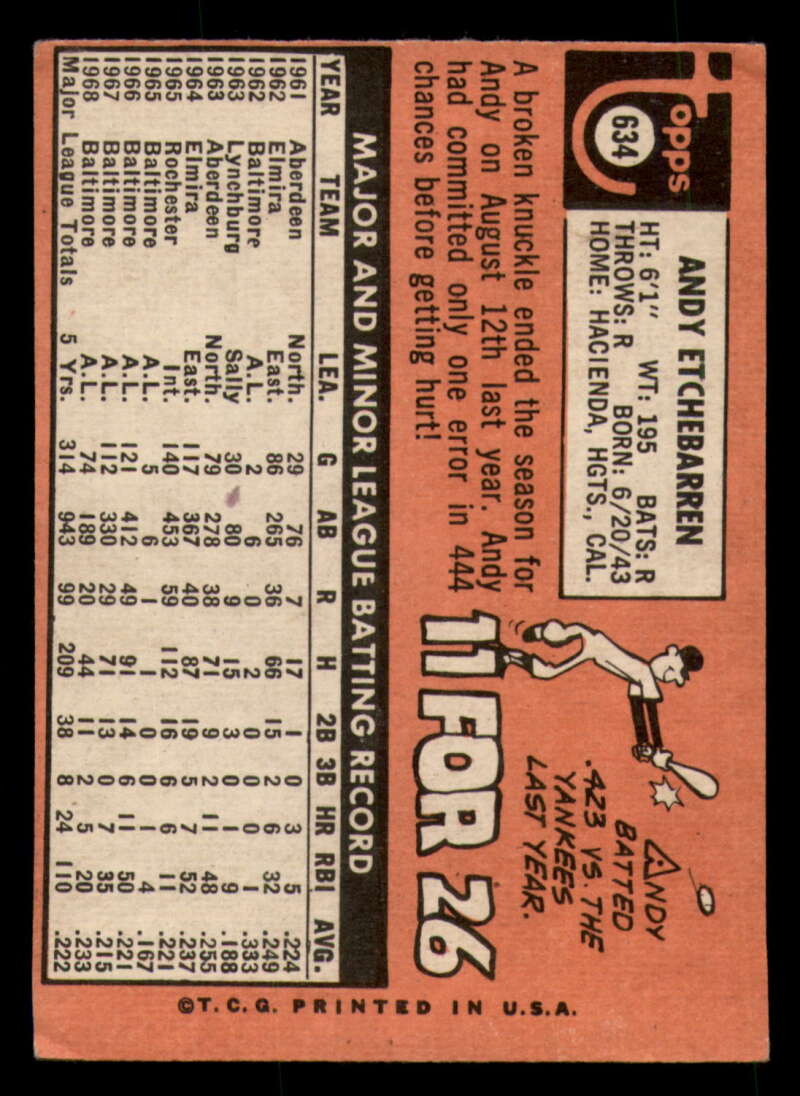 Topps
634
ANDY ETCHEBARREN
HT: 6'1" WT: 195 BATS: R
THROWS: R BORN: 6/20/43
HOME: HACIENDA, HGTS., CAL.
A broken knuckle ended the season for
Andy on August 12th last year. Andy
had committed only one error in 444
chances before getting hurt!
ANDY
BATTED
.423 VS. THE
YANKEES
LAST YEAR.
11 FOR 26
MAJOR AND MINOR LEAGUE BATTING RECORD
YEAR TEAM LEA. G AB R H 2B 3B HR RBI AVG.
1961 Aberdeen North. 29 76 7 17 1 0 3 5 .224
1962 Elmira East. 86 265 36 66 15 2 6 32 .249
1962 Baltimore A.L. 2 6 0 2 0 0 0 1 .333
1963 Lynchburg Sally 30 80 9 15 3 0 1 9 .188
1963 Aberdeen North. 79 278 38 71 9 2 11 48 .255
1964 Elmira East. 117 367 40 87 19 5 7 52 .237
1965 Rochester Int. 140 453 59 112 16 6 6 11 .221
1965 Baltimore A.L. 5 6 1 1 0 0 1 4 .167
1966 Baltimore A.L. 121 412 49 91 14 6 11 50 .221
1967 Baltimore A.L. 112 330 29 71 13 0 7 35 .215
1968 Baltimore A.L. 74 189 20 44 11 2 5 20 .233
Major League Totals 5 Yrs. 314 943 99 209 38 8 24 110 .222
©T.C.G. PRINTED IN U.S.A.